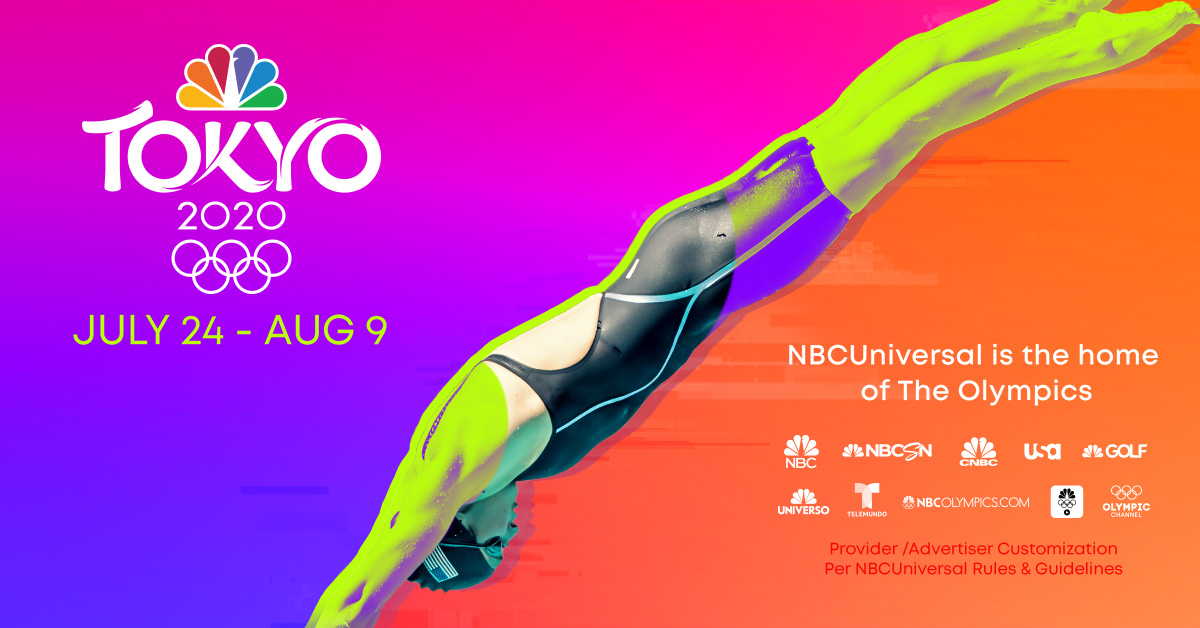 TOKYO
2020
JULY 24 - AUG 9
NBCUniversal is the home
of The Olympics
NBC NBCSN CNBC USA GOLF
UNIVERSO TELEMUNDO NBCOLYMPICS.COM OLYMPIC CHANNEL
Provider /Advertiser Customization
Per NBCUniversal Rules & Guidelines